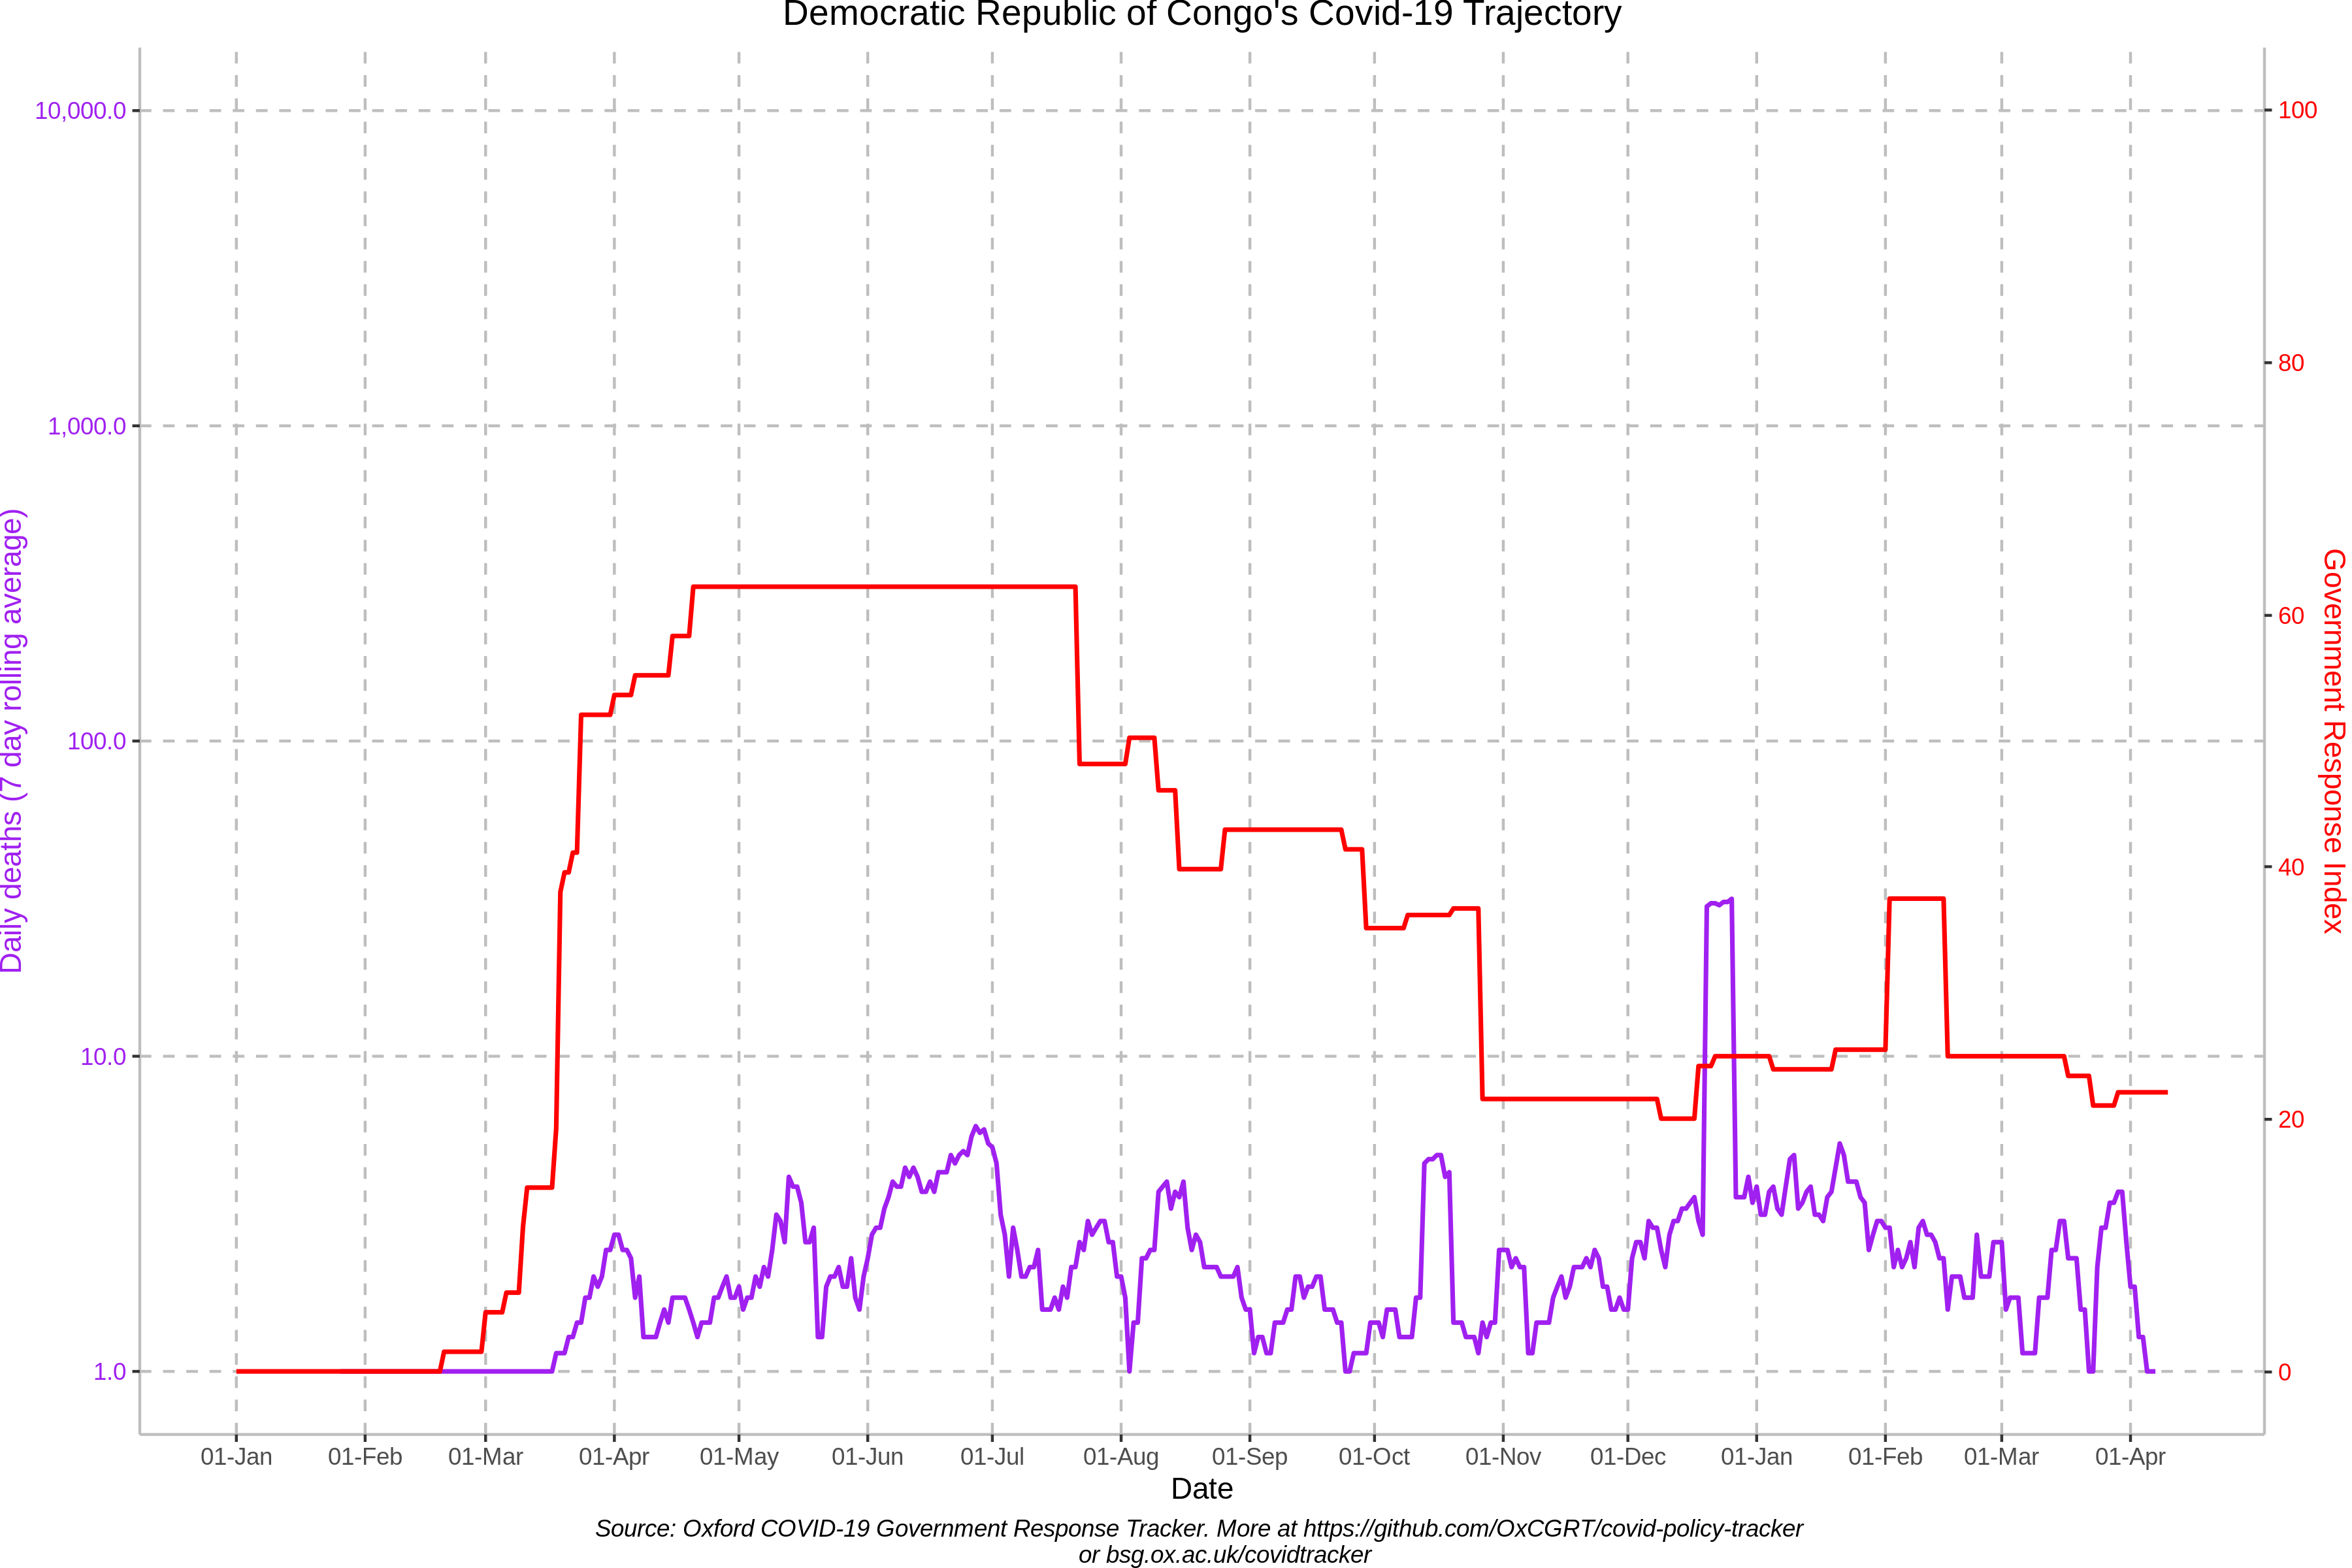 Democratic Republic of Congo's Covid-19 Trajectory
10,000.0
1,000.0
100.0
10.0
1.0
Daily deaths (7 day rolling average)
100
80
60
40
20
0
Government Response Index
01-Jan 01-Feb 01-Mar 01-Apr 01-May 01-Jun 01-Jul 01-Aug 01-Sep 01-Oct 01-Nov 01-Dec 01-Jan 01-Feb 01-Mar 01-Apr
Date
Source: Oxford COVID-19 Government Response Tracker. More at https://github.com/OxCGRT/covid-policy-tracker
or bsg.ox.ac.uk/covidtracker